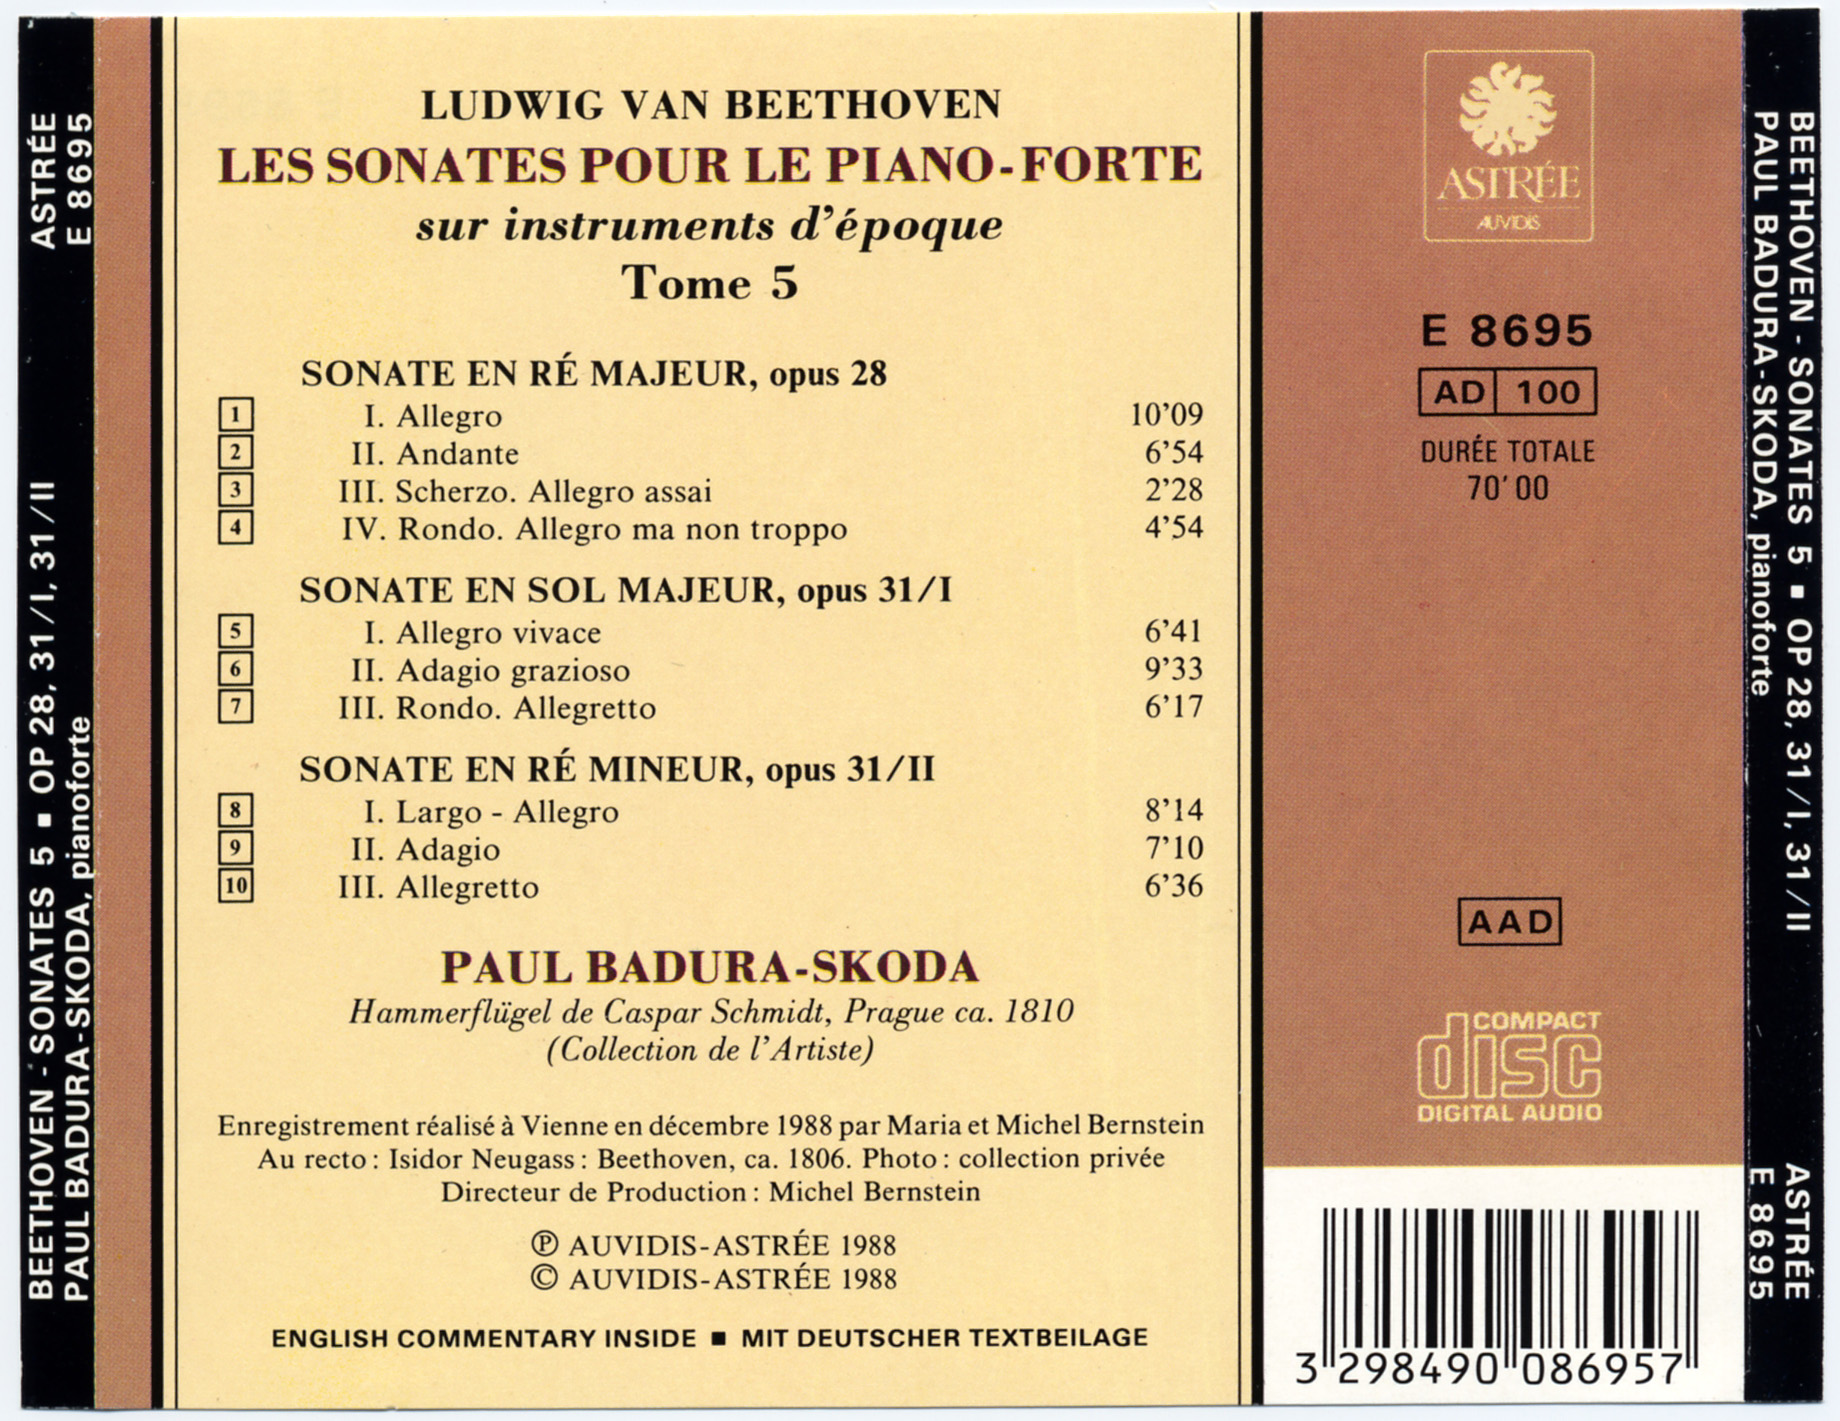 ASTRÉE
E 8695
BEETHOVEN - SONATES 5 ■ OP 28, 31/I, 31/II
PAUL BADURA-SKODA, pianoforte
LUDWIG VAN BEETHOVEN
LES SONATES POUR LE PIANO-FORTE
sur instruments d'époque
Tome 5
SONATE EN RÉ MAJEUR, opus 28
1 I. Allegro 10'09
2 II. Andante 6'54
3 III. Scherzo. Allegro assai 2'28
4 IV. Rondo. Allegro ma non troppo 4'54
SONATE EN SOL MAJEUR, opus 31/I
5 I. Allegro vivace 6'41
6 II. Adagio grazioso 9'33
7 III. Rondo. Allegretto 6'17
SONATE EN RÉ MINEUR, opus 31/II
8 I. Largo - Allegro 8'14
9 II. Adagio 7'10
10 III. Allegretto 6'36
PAUL BADURA-SKODA
Hammerflügel de Caspar Schmidt, Prague ca. 1810
(Collection de l'Artiste)
Enregistrement réalisé à Vienne en décembre 1988 par Maria et Michel Bernstein
Au recto : Isidor Neugass : Beethoven, ca. 1806. Photo : collection privée
Directeur de Production : Michel Bernstein
℗ AUVIDIS-ASTRÉE 1988
© AUVIDIS-ASTRÉE 1988
ENGLISH COMMENTARY INSIDE ■ MIT DEUTSCHER TEXTBEILAGE
ASTRÉE
AUVIDIS
E 8695
AD 100
DURÉE TOTALE
70'00
AAD
COMPACT
disc
DIGITAL AUDIO
3 298490 086957
BEETHOVEN - SONATES 5 ■ OP 28, 31/I, 31/II
PAUL BADURA-SKODA, pianoforte
ASTRÉE
E 8695